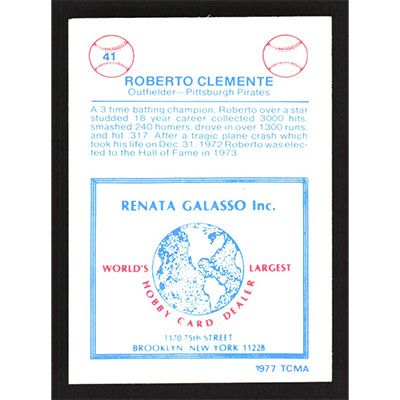 41
ROBERTO CLEMENTE
Outfielder—Pittsburgh Pirates
A 3 time batting champion, Roberto over a star
studded 18 year career collected 3000 hits,
smashed 240 homers, drove in over 1300 runs,
and hit .317. After a tragic plane crash which
took his life on Dec. 31, 1972 Roberto was elec-
ted to the Hall of Fame in 1973.
RENATA GALASSO Inc.
WORLD'S LARGEST
HOBBY CARD DEALER
1170 75th STREET
BROOKLYN, NEW YORK 11228
1977 TCMA